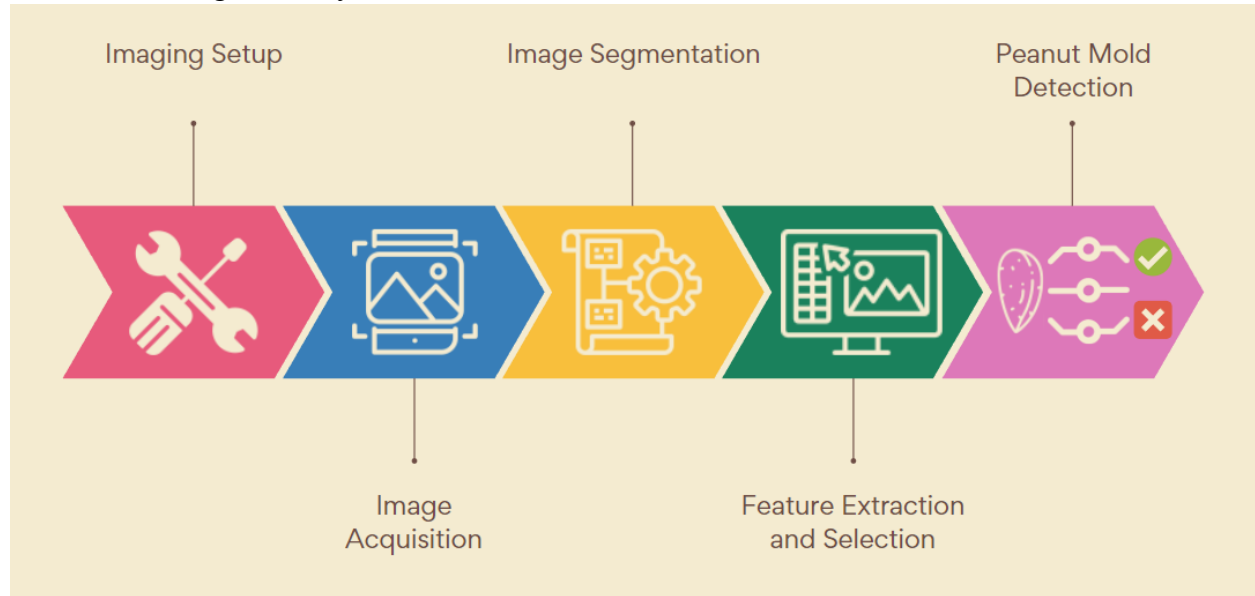 Imaging Setup
Image
Acquisition
Image Segmentation
Feature Extraction
and Selection
Peanut Mold
Detection